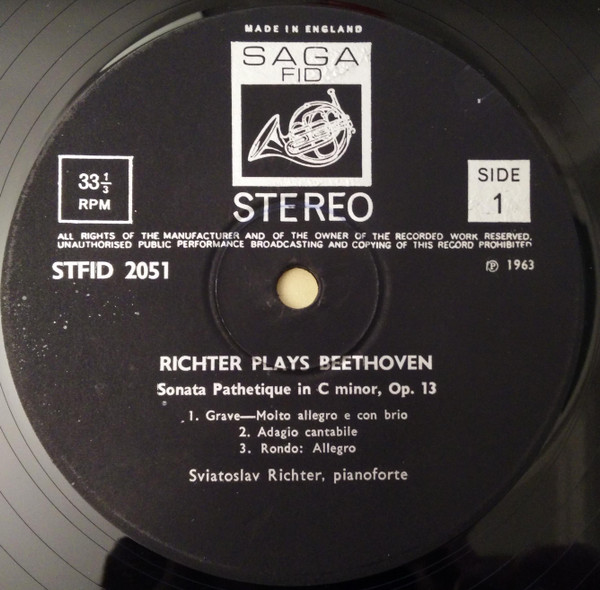 MADE IN ENGLAND
SAGA
FID
33⅓
RPM
SIDE
1
STEREO
ALL RIGHTS OF THE MANUFACTURER AND OF THE OWNER OF THE RECORDED WORK RESERVED.
UNAUTHORISED PUBLIC PERFORMANCE BROADCASTING AND COPYING OF THIS RECORD PROHIBITED
STFID 2051
℗ 1963
RICHTER PLAYS BEETHOVEN
Sonata Pathetique in C minor, Op. 13
1. Grave—Molto allegro e con brio
2. Adagio cantabile
3. Rondo: Allegro
Sviatoslav Richter, pianoforte